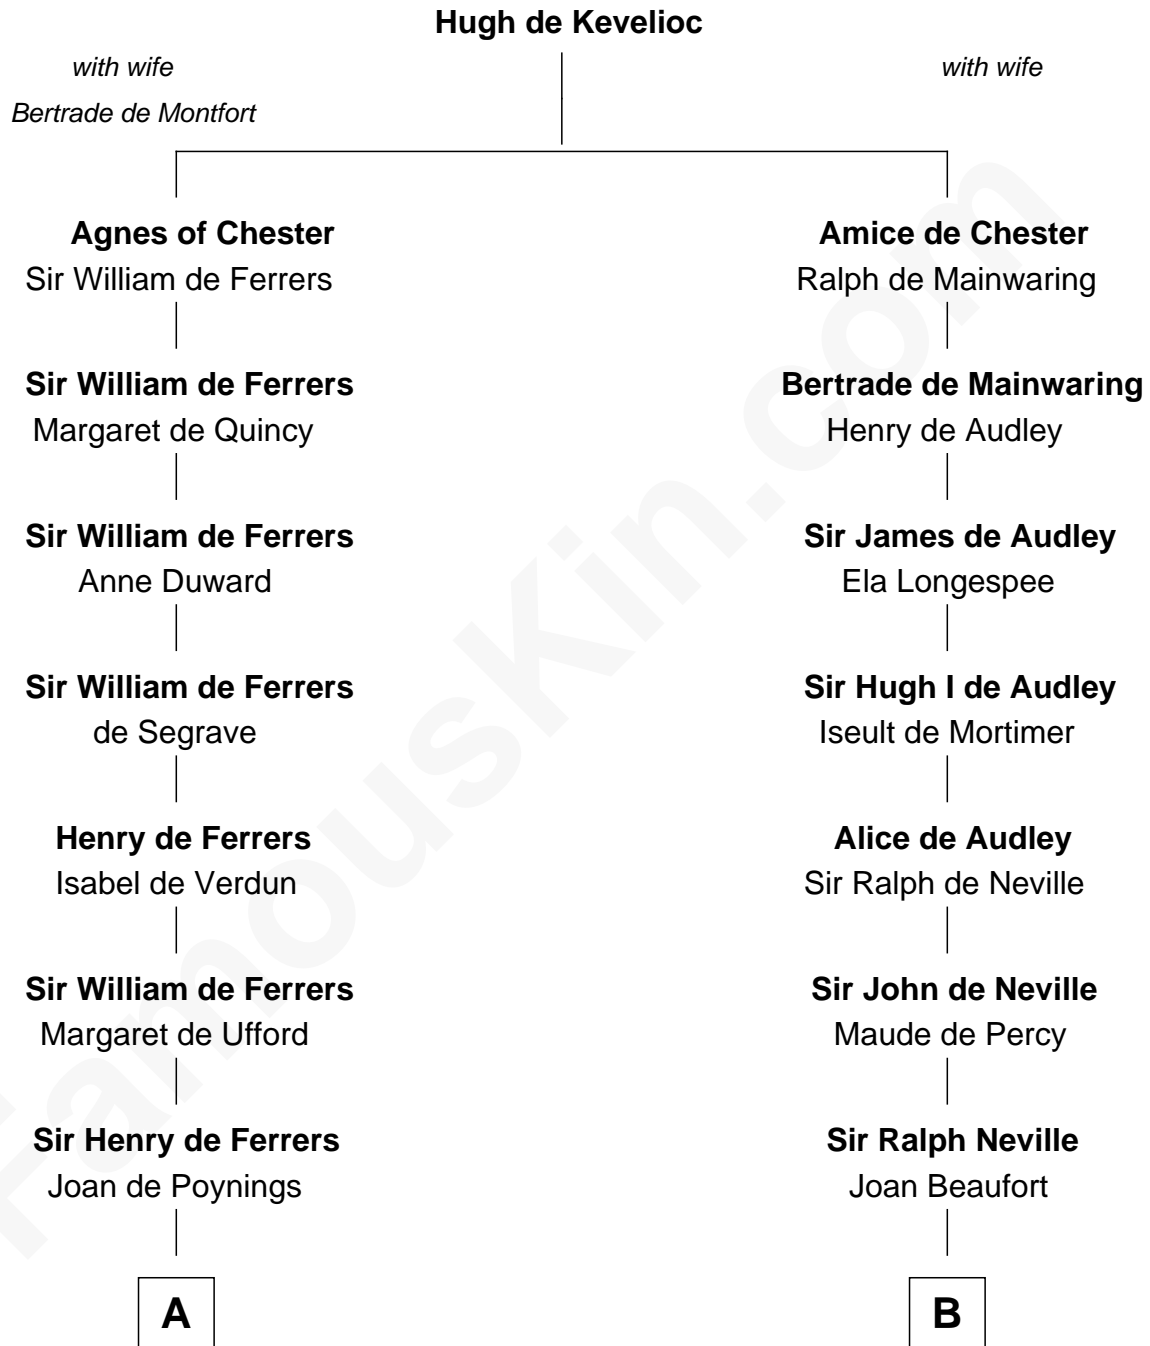 Hugh de Kevelioc
with wife
Bertrade de Montfort
with wife
Agnes of Chester
Sir William de Ferrers
Amice de Chester
Ralph de Mainwaring
Sir William de Ferrers
Margaret de Quincy
Bertrade de Mainwaring
Henry de Audley
Sir William de Ferrers
Anne Duward
Sir James de Audley
Ela Longespee
Sir William de Ferrers
de Segrave
Sir Hugh I de Audley
Iseult de Mortimer
Henry de Ferrers
Isabel de Verdun
Alice de Audley
Sir Ralph de Neville
Sir William de Ferrers
Margaret de Ufford
Sir John de Neville
Maude de Percy
Sir Henry de Ferrers
Joan de Poynings
Sir Ralph Neville
Joan Beaufort
A
B
FamousKin.com